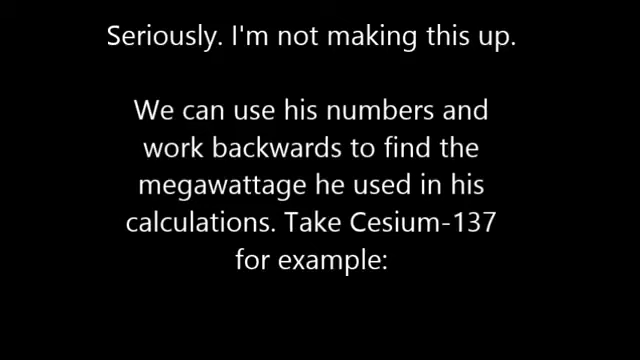 Seriously. I'm not making this up.
We can use his numbers and
work backwards to find the
megawattage he used in his
calculations. Take Cesium-137
for example: